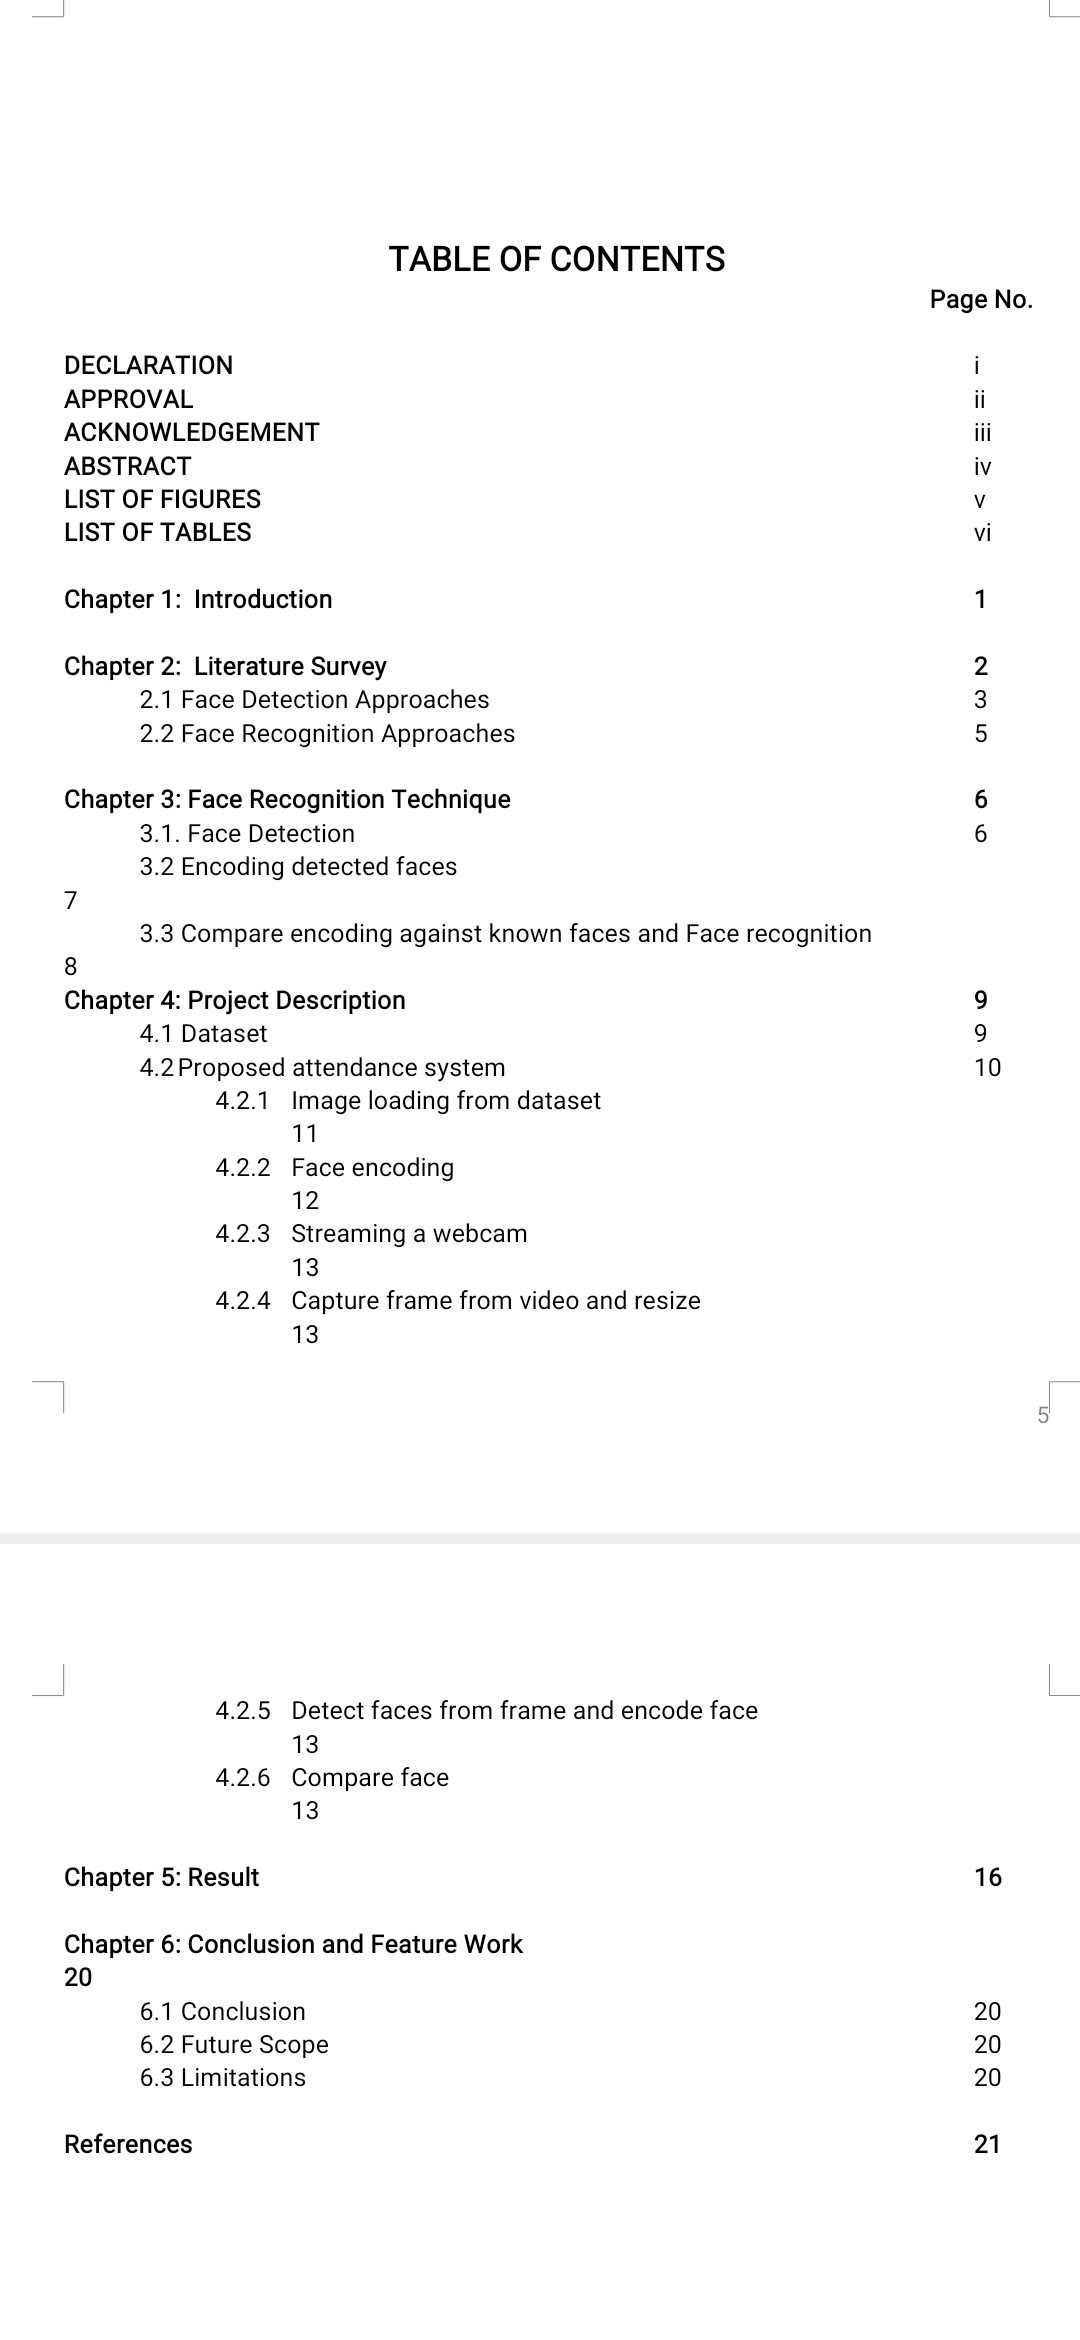 TABLE OF CONTENTS
Page No.
DECLARATION i
APPROVAL ii
ACKNOWLEDGEMENT iii
ABSTRACT iv
LIST OF FIGURES v
LIST OF TABLES vi
Chapter 1: Introduction 1
Chapter 2: Literature Survey 2
2.1 Face Detection Approaches 3
2.2 Face Recognition Approaches 5
Chapter 3: Face Recognition Technique 6
3.1. Face Detection 6
3.2 Encoding detected faces
7
3.3 Compare encoding against known faces and Face recognition
8
Chapter 4: Project Description 9
4.1 Dataset 9
4.2 Proposed attendance system 10
4.2.1 Image loading from dataset
11
4.2.2 Face encoding
12
4.2.3 Streaming a webcam
13
4.2.4 Capture frame from video and resize
13
5
4.2.5 Detect faces from frame and encode face
13
4.2.6 Compare face
13
Chapter 5: Result 16
Chapter 6: Conclusion and Feature Work
20
6.1 Conclusion 20
6.2 Future Scope 20
6.3 Limitations 20
References 21